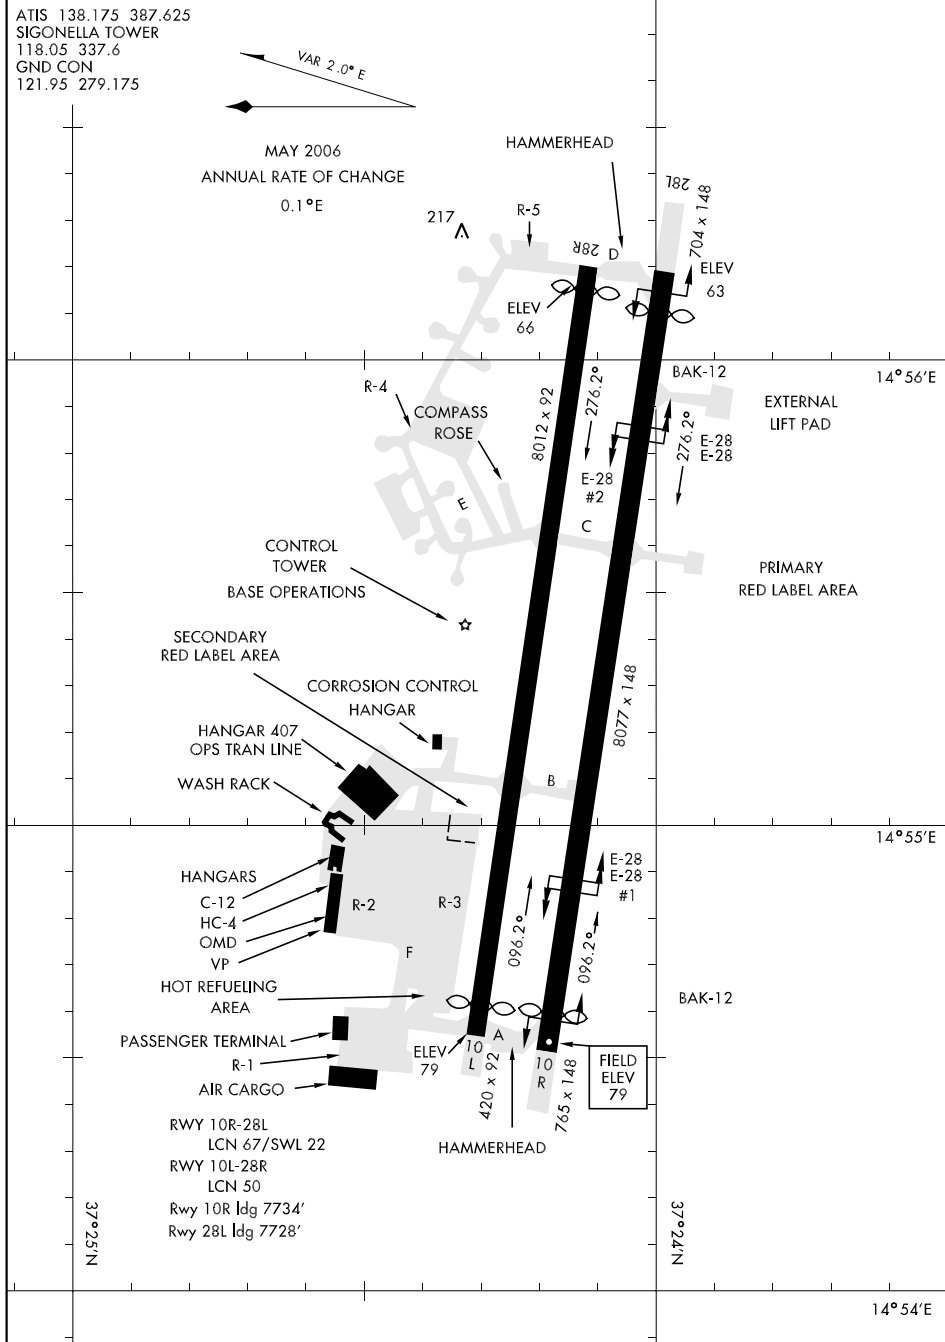 ATIS 138.175 387.625
SIGONELLA TOWER
118.05 337.6
GND CON
121.95 279.175
VAR 2.0° E
MAY 2006
ANNUAL RATE OF CHANGE
0.1°E
HAMMERHEAD
28L
704 x 148
217
R-5
28R
D
ELEV
63
ELEV
66
14°56'E
BAK-12
R-4
COMPASS
ROSE
8012 x 92
276.2°
EXTERNAL
LIFT PAD
276.2°
E-28
E-28
E-28
#2
E
C
CONTROL
TOWER
BASE OPERATIONS
PRIMARY
RED LABEL AREA
SECONDARY
RED LABEL AREA
CORROSION CONTROL
HANGAR
8077 x 148
HANGAR 407
OPS TRAN LINE
WASH RACK
B
14°55'E
HANGARS
C-12
HC-4
OMD
VP
R-2
R-3
E-28
E-28
#1
096.2°
096.2°
F
HOT REFUELING
AREA
BAK-12
PASSENGER TERMINAL
R-1
AIR CARGO
ELEV
79
10
L
A
420 x 92
10
R
765 x 148
FIELD
ELEV
79
HAMMERHEAD
RWY 10R-28L
LCN 67/SWL 22
RWY 10L-28R
LCN 50
Rwy 10R ldg 7734'
Rwy 28L ldg 7728'
37°25'N
37°24'N
14°54'E